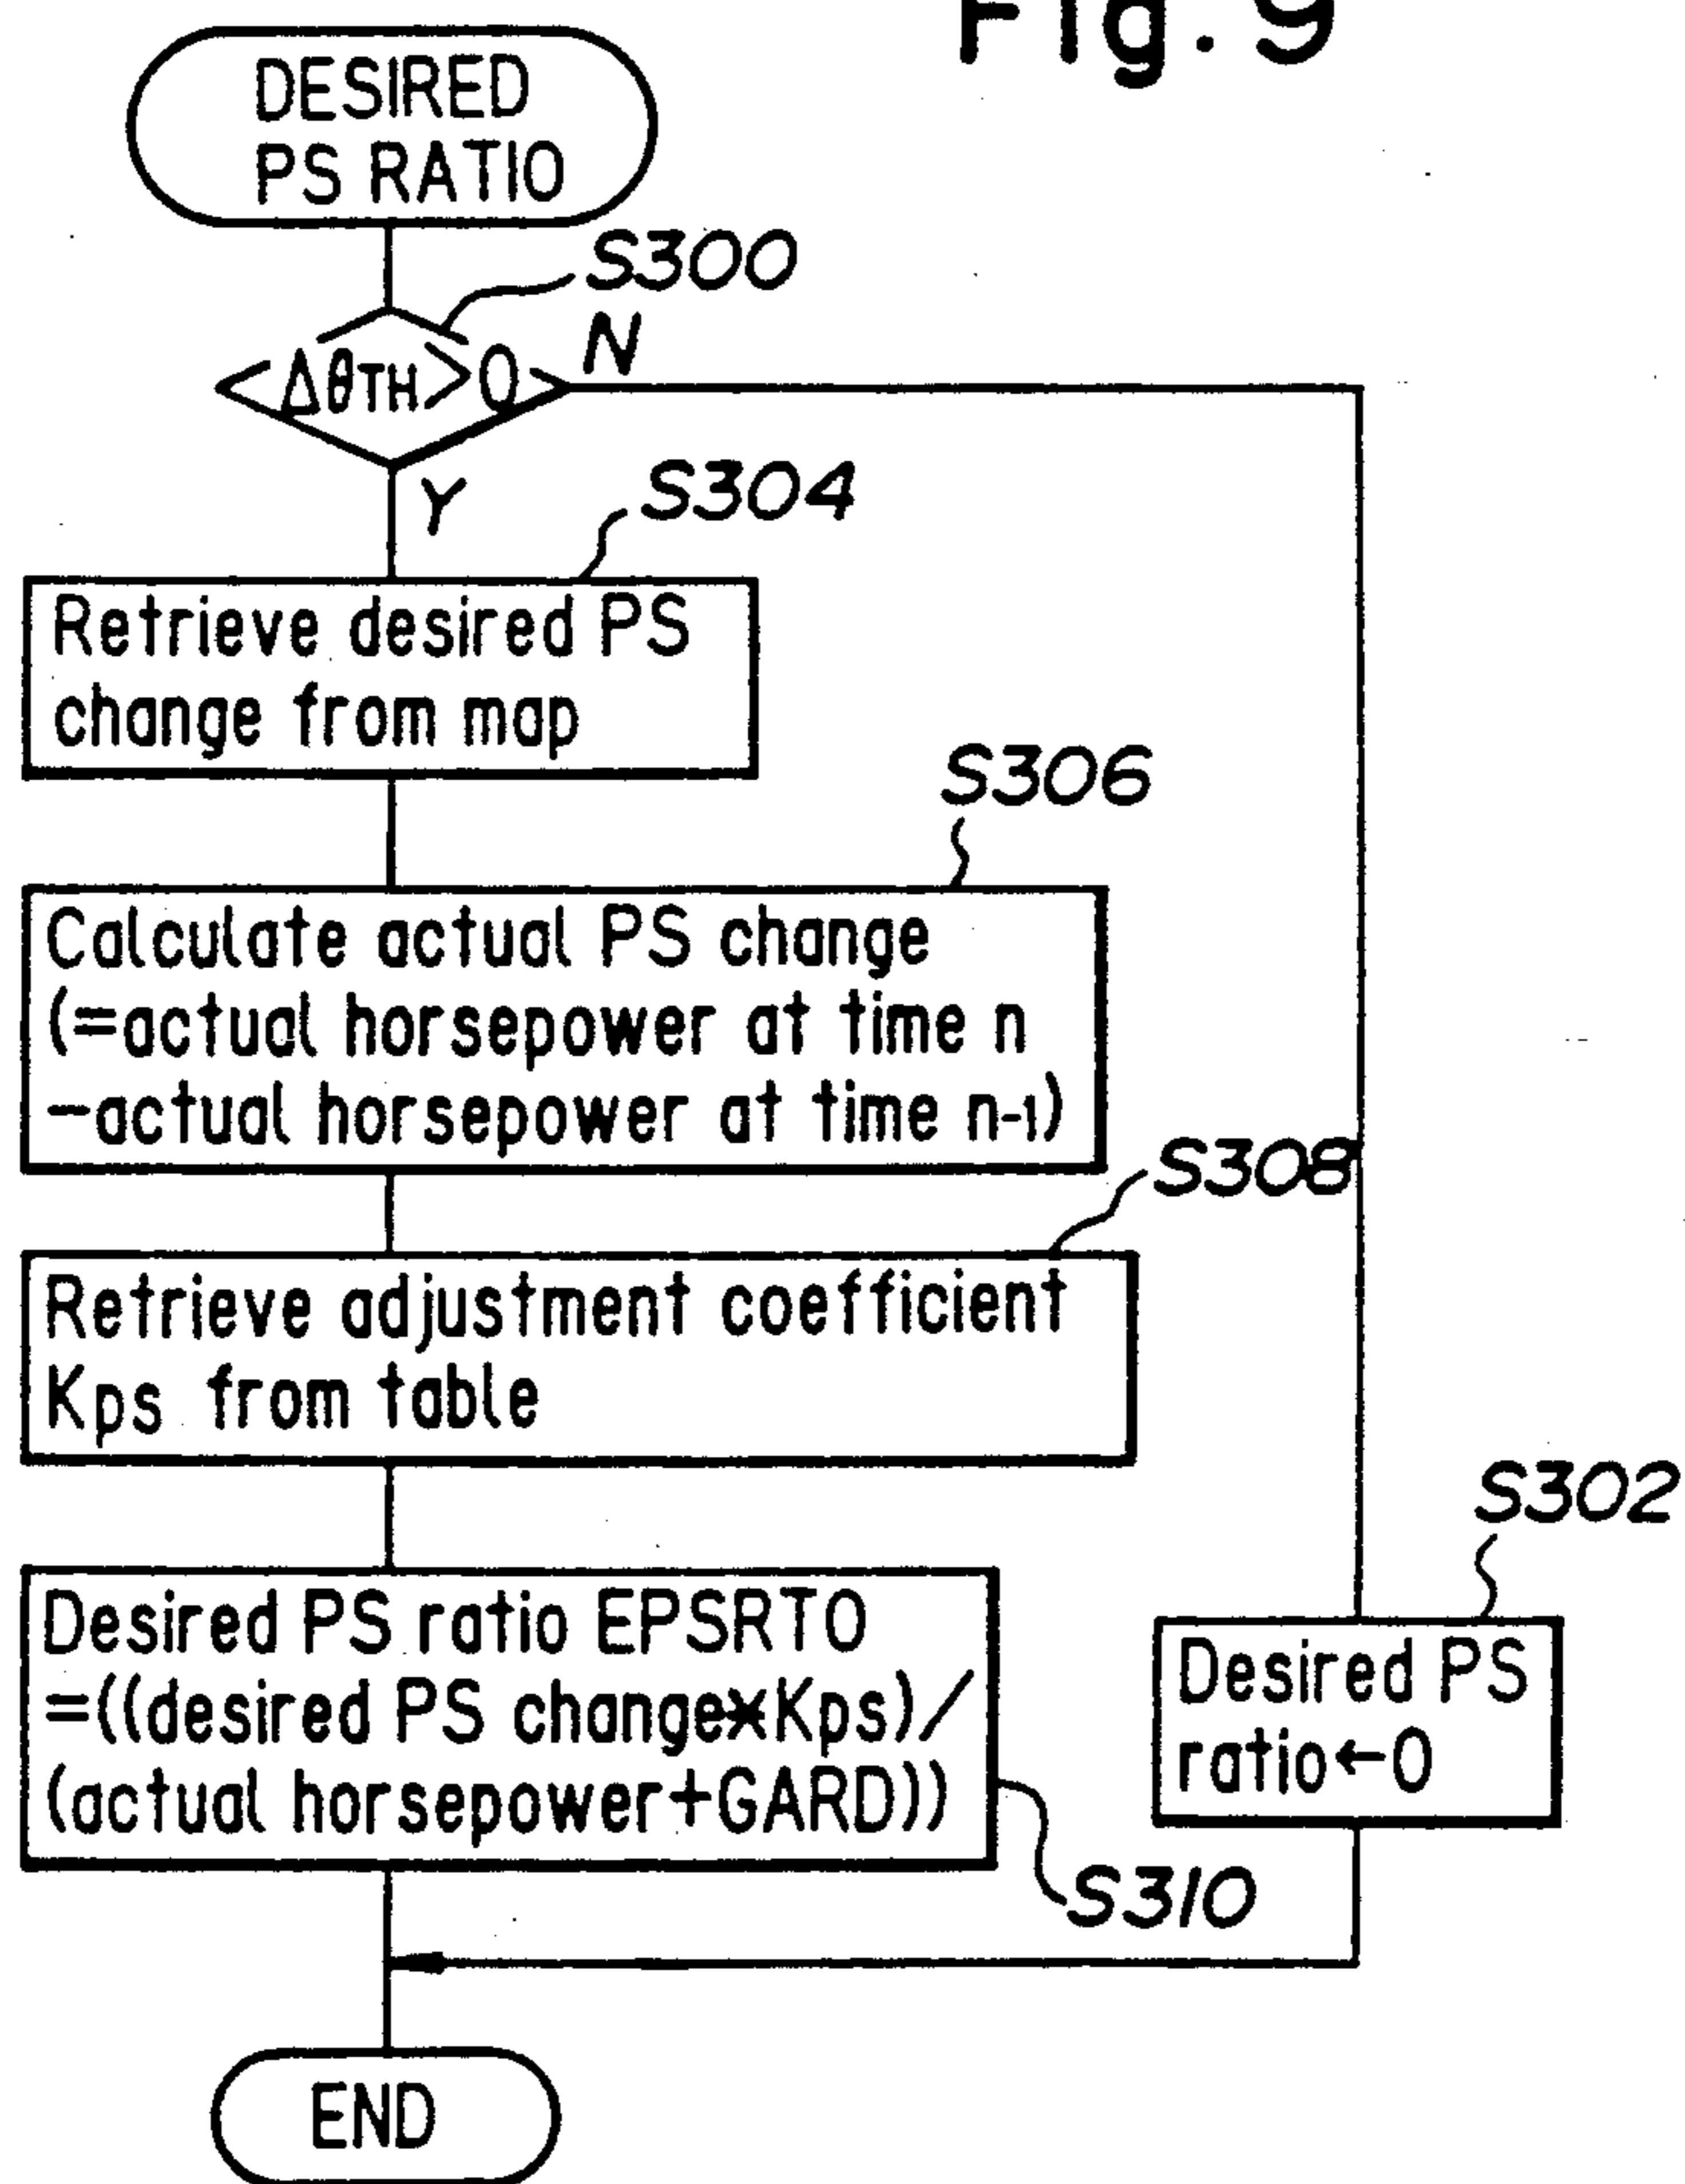 Fig. 9
DESIRED
PS RATIO
S300
ΔθTH>0
N
Y
S304
Retrieve desired PS
change from map
S306
Calculate actual PS change
(=actual horsepower at time n
-actual horsepower at time n-1)
S308
Retrieve adjustment coefficient
Kps from table
S302
Desired PS ratio EPSRTO
=((desired PS change*Kps)/
(actual horsepower+GARD))
Desired PS
ratio←0
S310
END